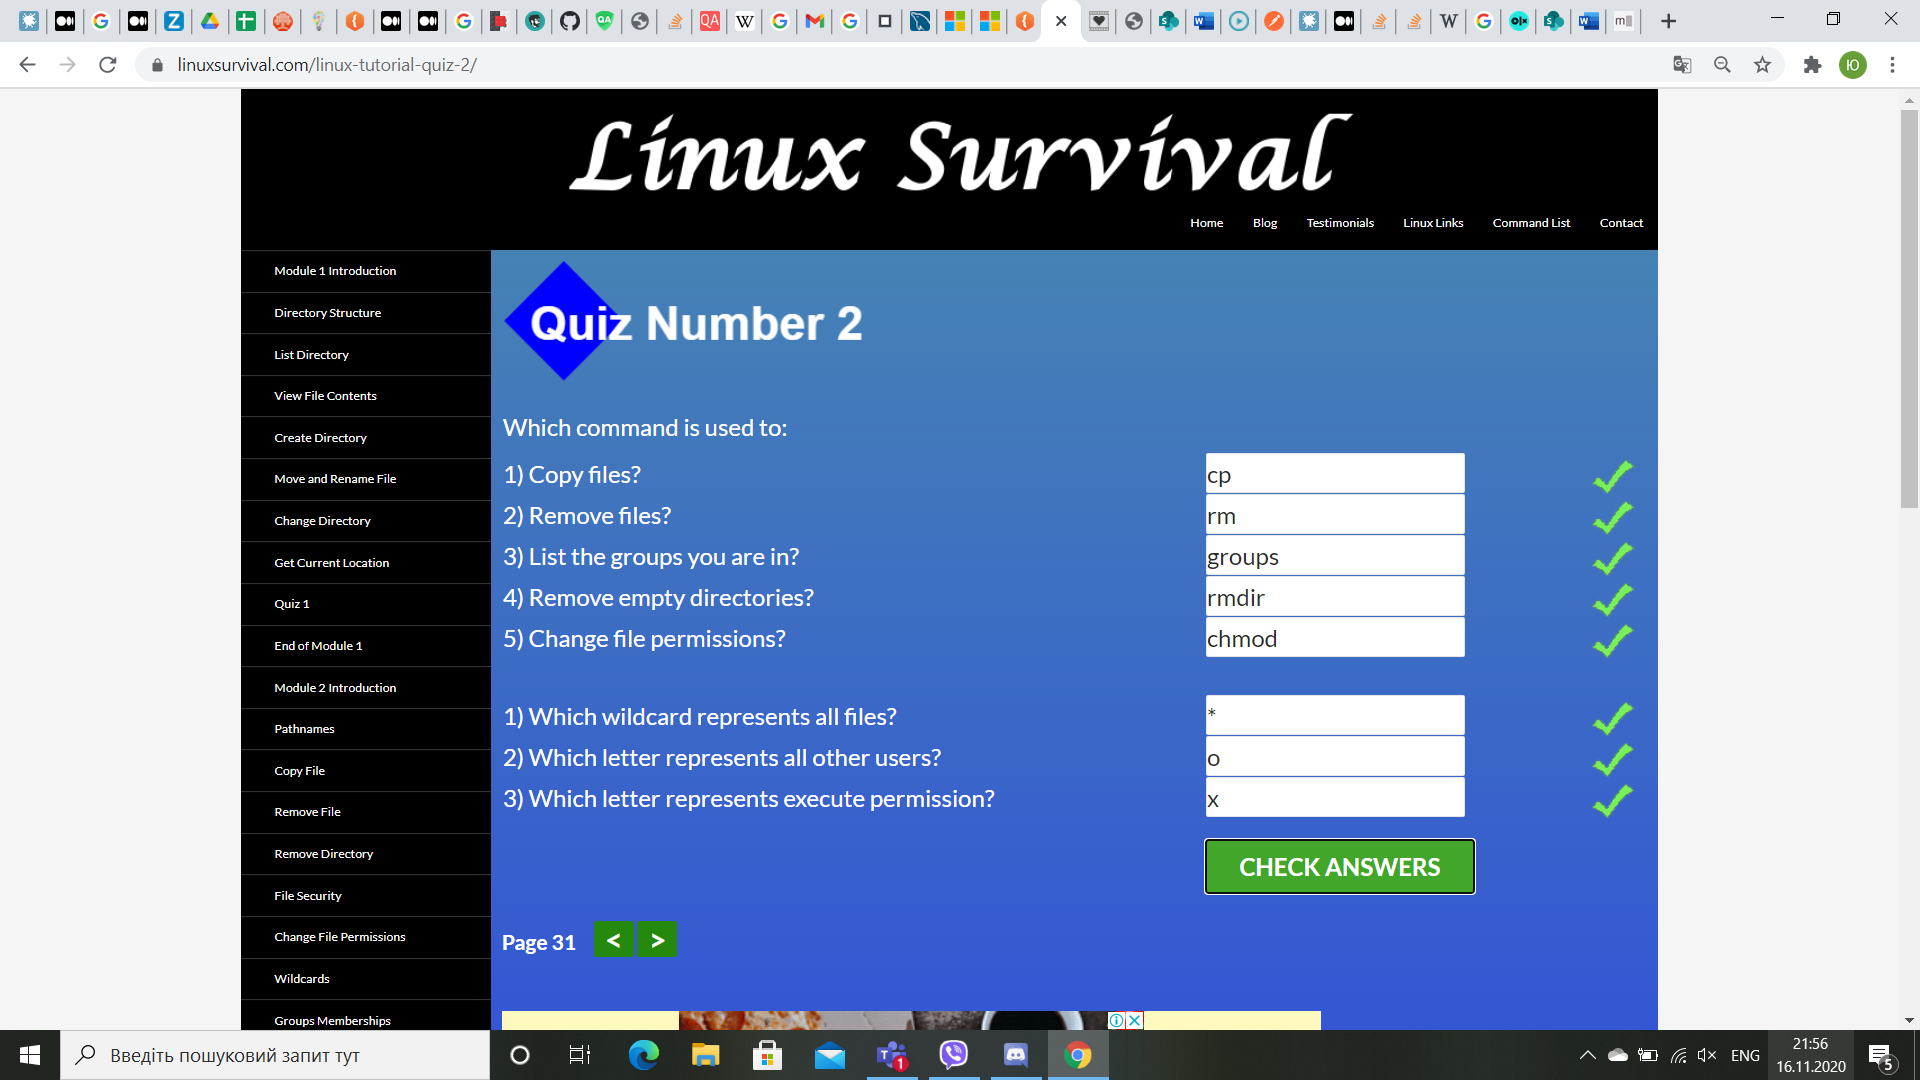 linuxsurvival.com/linux-tutorial-quiz-2/
Linux Survival
Home Blog Testimonials Linux Links Command List Contact
Module 1 Introduction
Directory Structure
List Directory
View File Contents
Create Directory
Move and Rename File
Change Directory
Get Current Location
Quiz 1
End of Module 1
Module 2 Introduction
Pathnames
Copy File
Remove File
Remove Directory
File Security
Change File Permissions
Wildcards
Groups Memberships
Quiz Number 2
Which command is used to:
1) Copy files? cp
2) Remove files? rm
3) List the groups you are in? groups
4) Remove empty directories? rmdir
5) Change file permissions? chmod
1) Which wildcard represents all files? *
2) Which letter represents all other users? o
3) Which letter represents execute permission? x
CHECK ANSWERS
Page 31 < >
Введіть пошуковий запит тут
ENG
21:56
16.11.2020
5